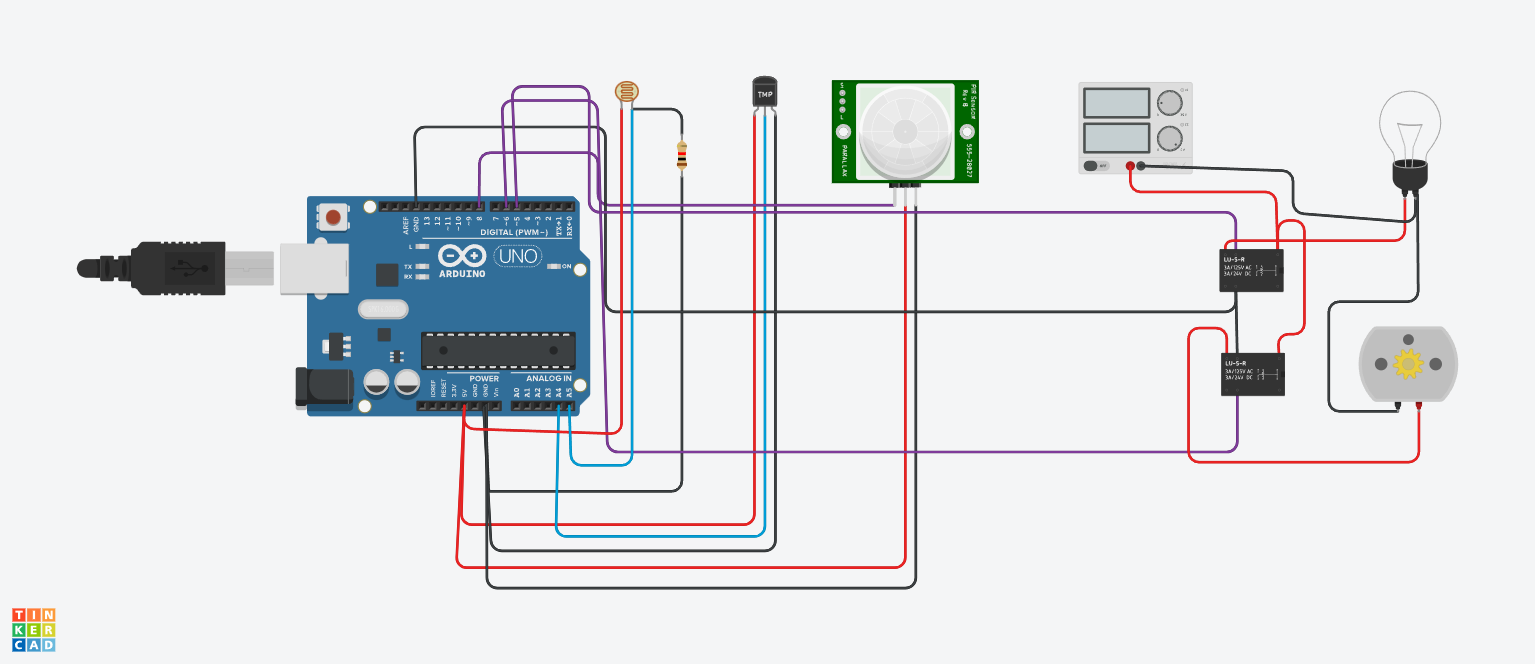 TMP
S
L
PIR Sensor
Rev B
PARALLAX
555-28027
OFF
AREF
GND
13
12
~11
~10
~9
8
7
~6
~5
4
~3
2
TX→1
RX←0
DIGITAL (PWM~)
L
TX
RX
ARDUINO
UNO
ON
LU-5-R
3A/125V AC
3A/24V DC
POWER
ANALOG IN
IOREF
RESET
3.3V
5V
GND
GND
Vin
A0
A1
A2
A3
A4
A5
LU-5-R
3A/125V AC
3A/24V DC
TIN
KER
CAD